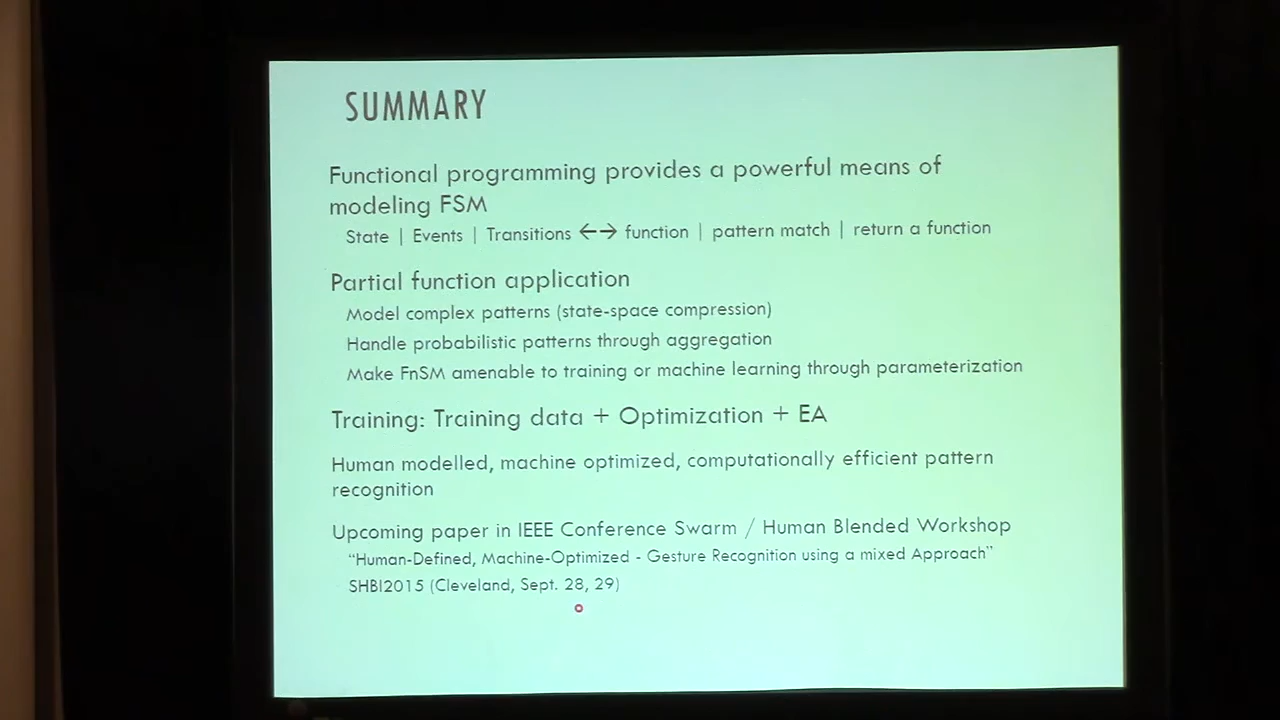 SUMMARY
Functional programming provides a powerful means of
modeling FSM
State | Events | Transitions ←→ function | pattern match | return a function
Partial function application
Model complex patterns (state-space compression)
Handle probabilistic patterns through aggregation
Make FnSM amenable to training or machine learning through parameterization
Training: Training data + Optimization + EA
Human modelled, machine optimized, computationally efficient pattern
recognition
Upcoming paper in IEEE Conference Swarm / Human Blended Workshop
“Human-Defined, Machine-Optimized - Gesture Recognition using a mixed Approach”
SHBI2015 (Cleveland, Sept. 28, 29)